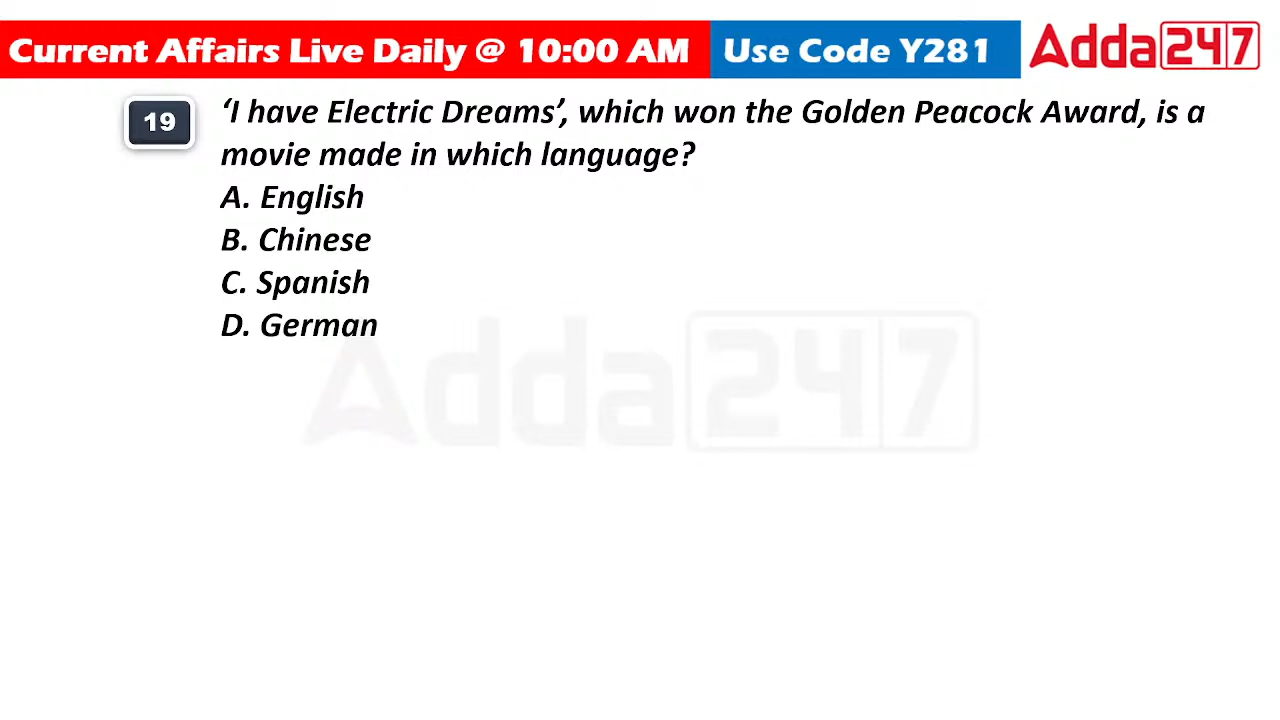 Current Affairs Live Daily @ 10:00 AM
Use Code Y281
Adda247
19
‘I have Electric Dreams’, which won the Golden Peacock Award, is a
movie made in which language?
A. English
B. Chinese
C. Spanish
D. German
Adda247